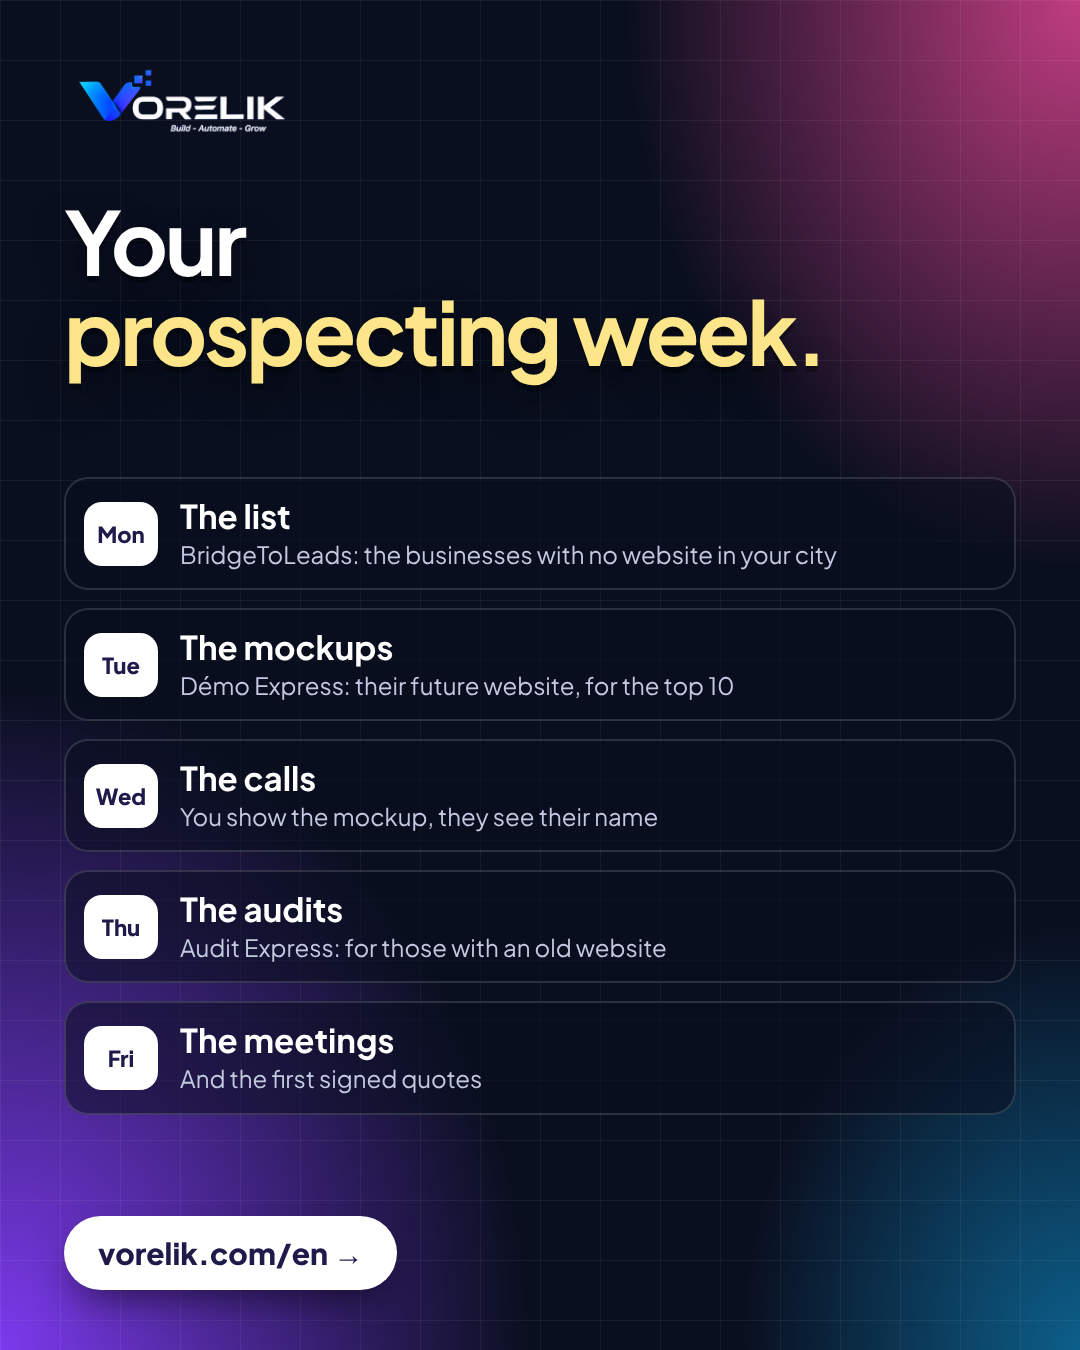 VORELIK
Build - Automate - Grow
Your
prospecting week.
Mon
The list
BridgeToLeads: the businesses with no website in your city
Tue
The mockups
Démo Express: their future website, for the top 10
Wed
The calls
You show the mockup, they see their name
Thu
The audits
Audit Express: for those with an old website
Fri
The meetings
And the first signed quotes
vorelik.com/en →